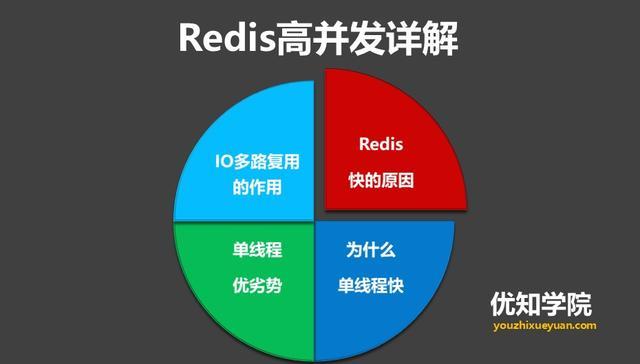 Redis高并发详解
IO多路复用
的作用
Redis
快的原因
单线程
优劣势
为什么
单线程快
优知学院
youzhixueyuan.com